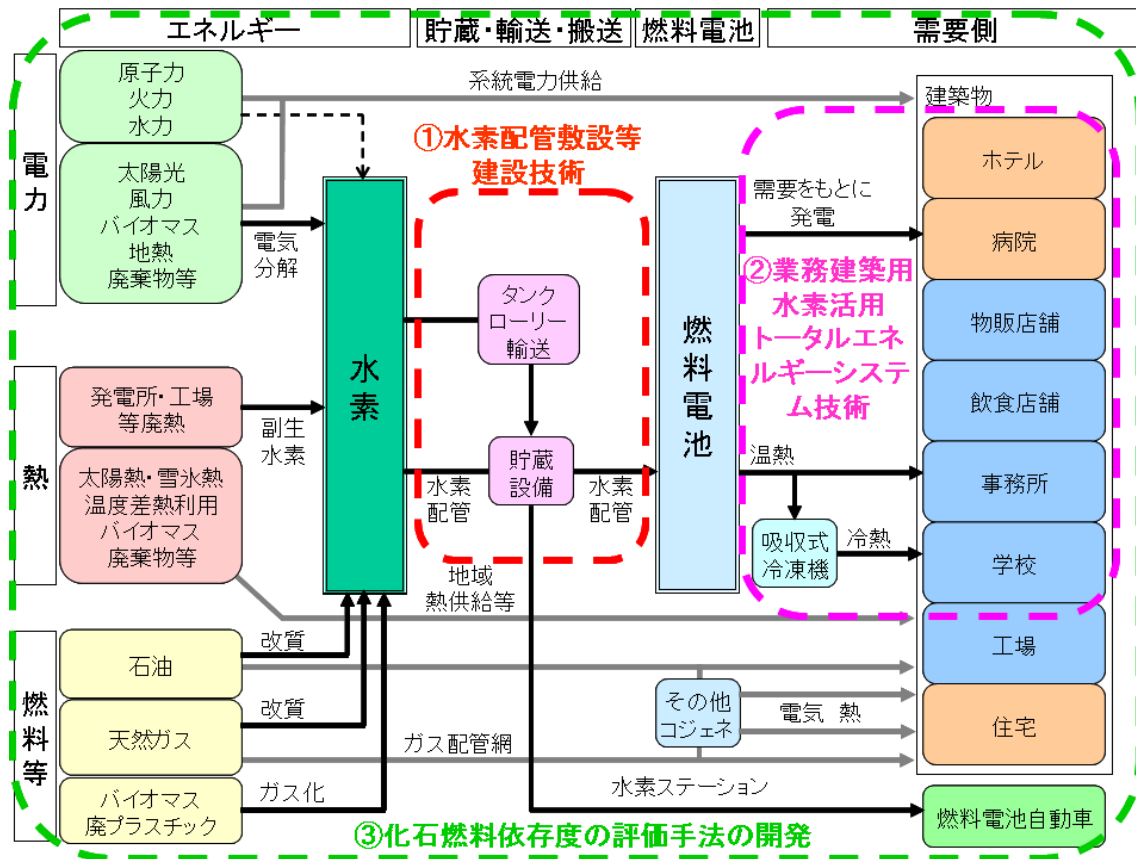 エネルギー
貯蔵・輸送・搬送
燃料電池
需要側
電力
原子力
火力
水力
太陽光
風力
バイオマス
地熱
廃棄物等
系統電力供給
電気
分解
熱
発電所・工場
等廃熱
太陽熱・雪氷熱
温度差熱利用
バイオマス
廃棄物等
副生
水素
燃料等
石油
天然ガス
バイオマス
廃プラスチック
改質
改質
ガス化
水素
①水素配管敷設等
建設技術
タンク
ローリー
輸送
貯蔵
設備
水素
配管
水素
配管
地域
熱供給等
ガス配管網
燃料電池
需要をもとに
発電
②業務建築用
水素活用
トータルエネ
ルギーシステ
ム技術
温熱
吸収式
冷凍機
冷熱
その他
コジェネ
電気 熱
水素ステーション
建築物
ホテル
病院
物販店舗
飲食店舗
事務所
学校
工場
住宅
燃料電池自動車
③化石燃料依存度の評価手法の開発